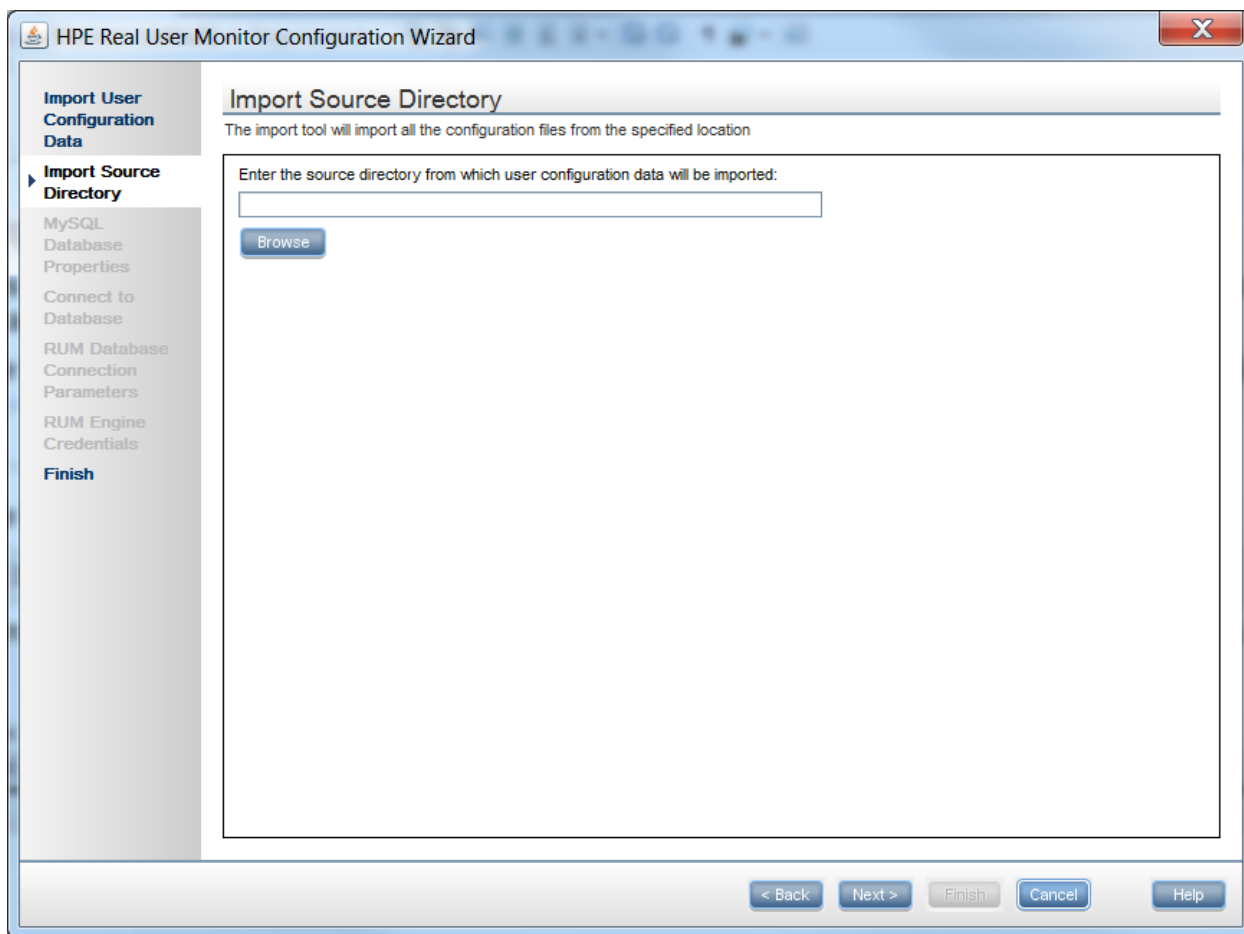 HPE Real User Monitor Configuration Wizard
X
Import User
Configuration
Data
Import Source
Directory
MySQL
Database
Properties
Connect to
Database
RUM Database
Connection
Parameters
RUM Engine
Credentials
Finish
Import Source Directory
The import tool will import all the configuration files from the specified location
Enter the source directory from which user configuration data will be imported:
Browse
< Back
Next >
Finish
Cancel
Help